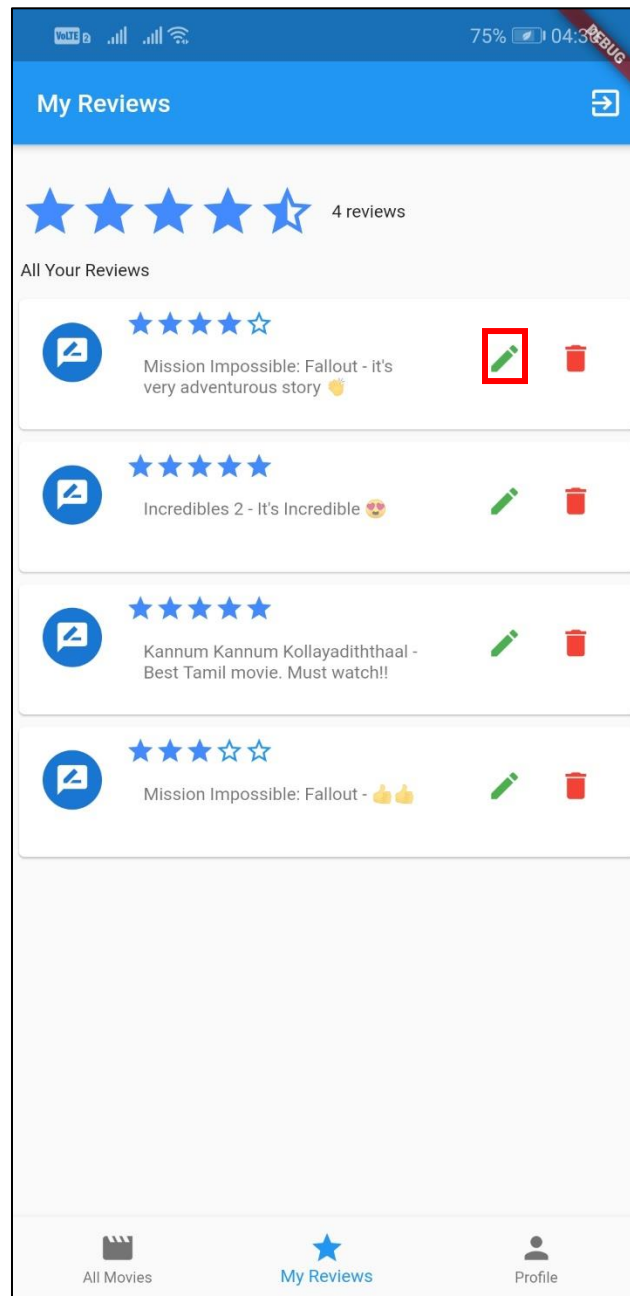 VoLTE 2 75% 04:3
DEBUG
My Reviews
4 reviews
All Your Reviews
Mission Impossible: Fallout - it's
very adventurous story 👏
Incredibles 2 - It's Incredible 😍
Kannum Kannum Kollayadiththaal -
Best Tamil movie. Must watch!!
Mission Impossible: Fallout - 👍👍
All Movies My Reviews Profile